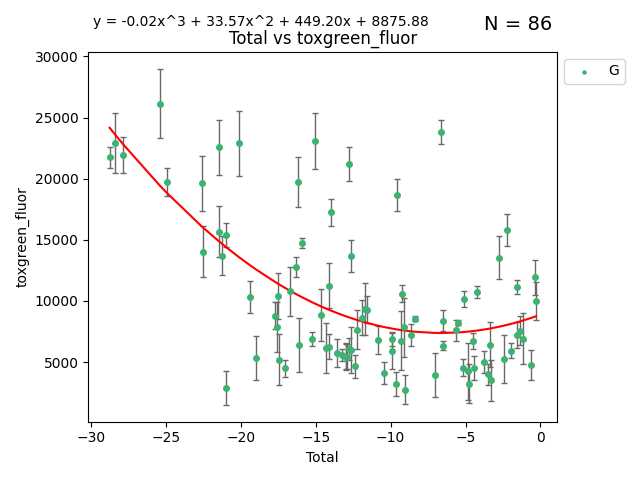 y = -0.02x^3 + 33.57x^2 + 449.20x + 8875.88
N = 86
Total vs toxgreen_fluor
G
30000
25000
20000
15000
10000
5000
toxgreen_fluor
−30 −25 −20 −15 −10 −5 0
Total